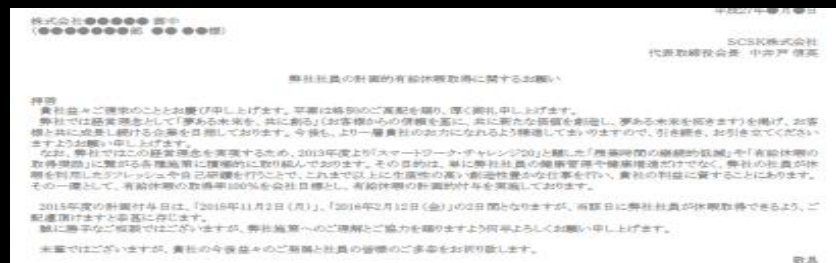 平成27年●月●日
株式会社●●●●● 御中
(●●●●●●●部 ●● ●●様)
SCSK株式会社
代表取締役会長 中井戸 信英
弊社社員の計画的有給休暇取得に関するお願い
拝啓
貴社益々ご清栄のこととお慶び申し上げます。平素は格別のご高配を賜り、厚く御礼申し上げます。
弊社では経営理念として「夢ある未来を、共に創る」(お客様からの信頼を基に、共に新たな価値を創造し、夢ある未来を拓きます)を掲げ、お客
様と共に成長し続ける企業を目指しております。今後も、より一層貴社のお力になれるよう精進してまいりますので、引き続き、お引き立てください
ますようお願い申し上げます。
なお、弊社ではこの経営理念を実現するため、2013年度より「スマートワーク・チャレンジ20」と題した「残業時間の継続的低減」や「有給休暇の
取得奨励」に繋がる各種施策に積極的に取り組んでおります。その目的は、単に弊社社員の健康管理や健康増進だけでなく、弊社の社員が休
暇を利用したリフレッシュや自己研鑽を行うことで、これまで以上に生産性の高い創造性豊かな仕事を行い、貴社の利益に資することにあります。
その一環として、有給休暇の取得率100%を会社目標とし、有給休暇の計画的付与を実施しております。
2015年度の計画付与日は、「2015年11月2日(月)」、「2016年2月12日(金)」の2日間となりますが、当該日に弊社社員が休暇取得できるよう、ご
配慮頂けますと幸甚に存じます。
誠に勝手なご相談ではございますが、弊社施策へのご理解とご協力を賜りますよう何卒よろしくお願い申し上げます。
末筆ではございますが、貴社の今後益々のご発展と社員の皆様のご多幸をお祈り致します。
敬具